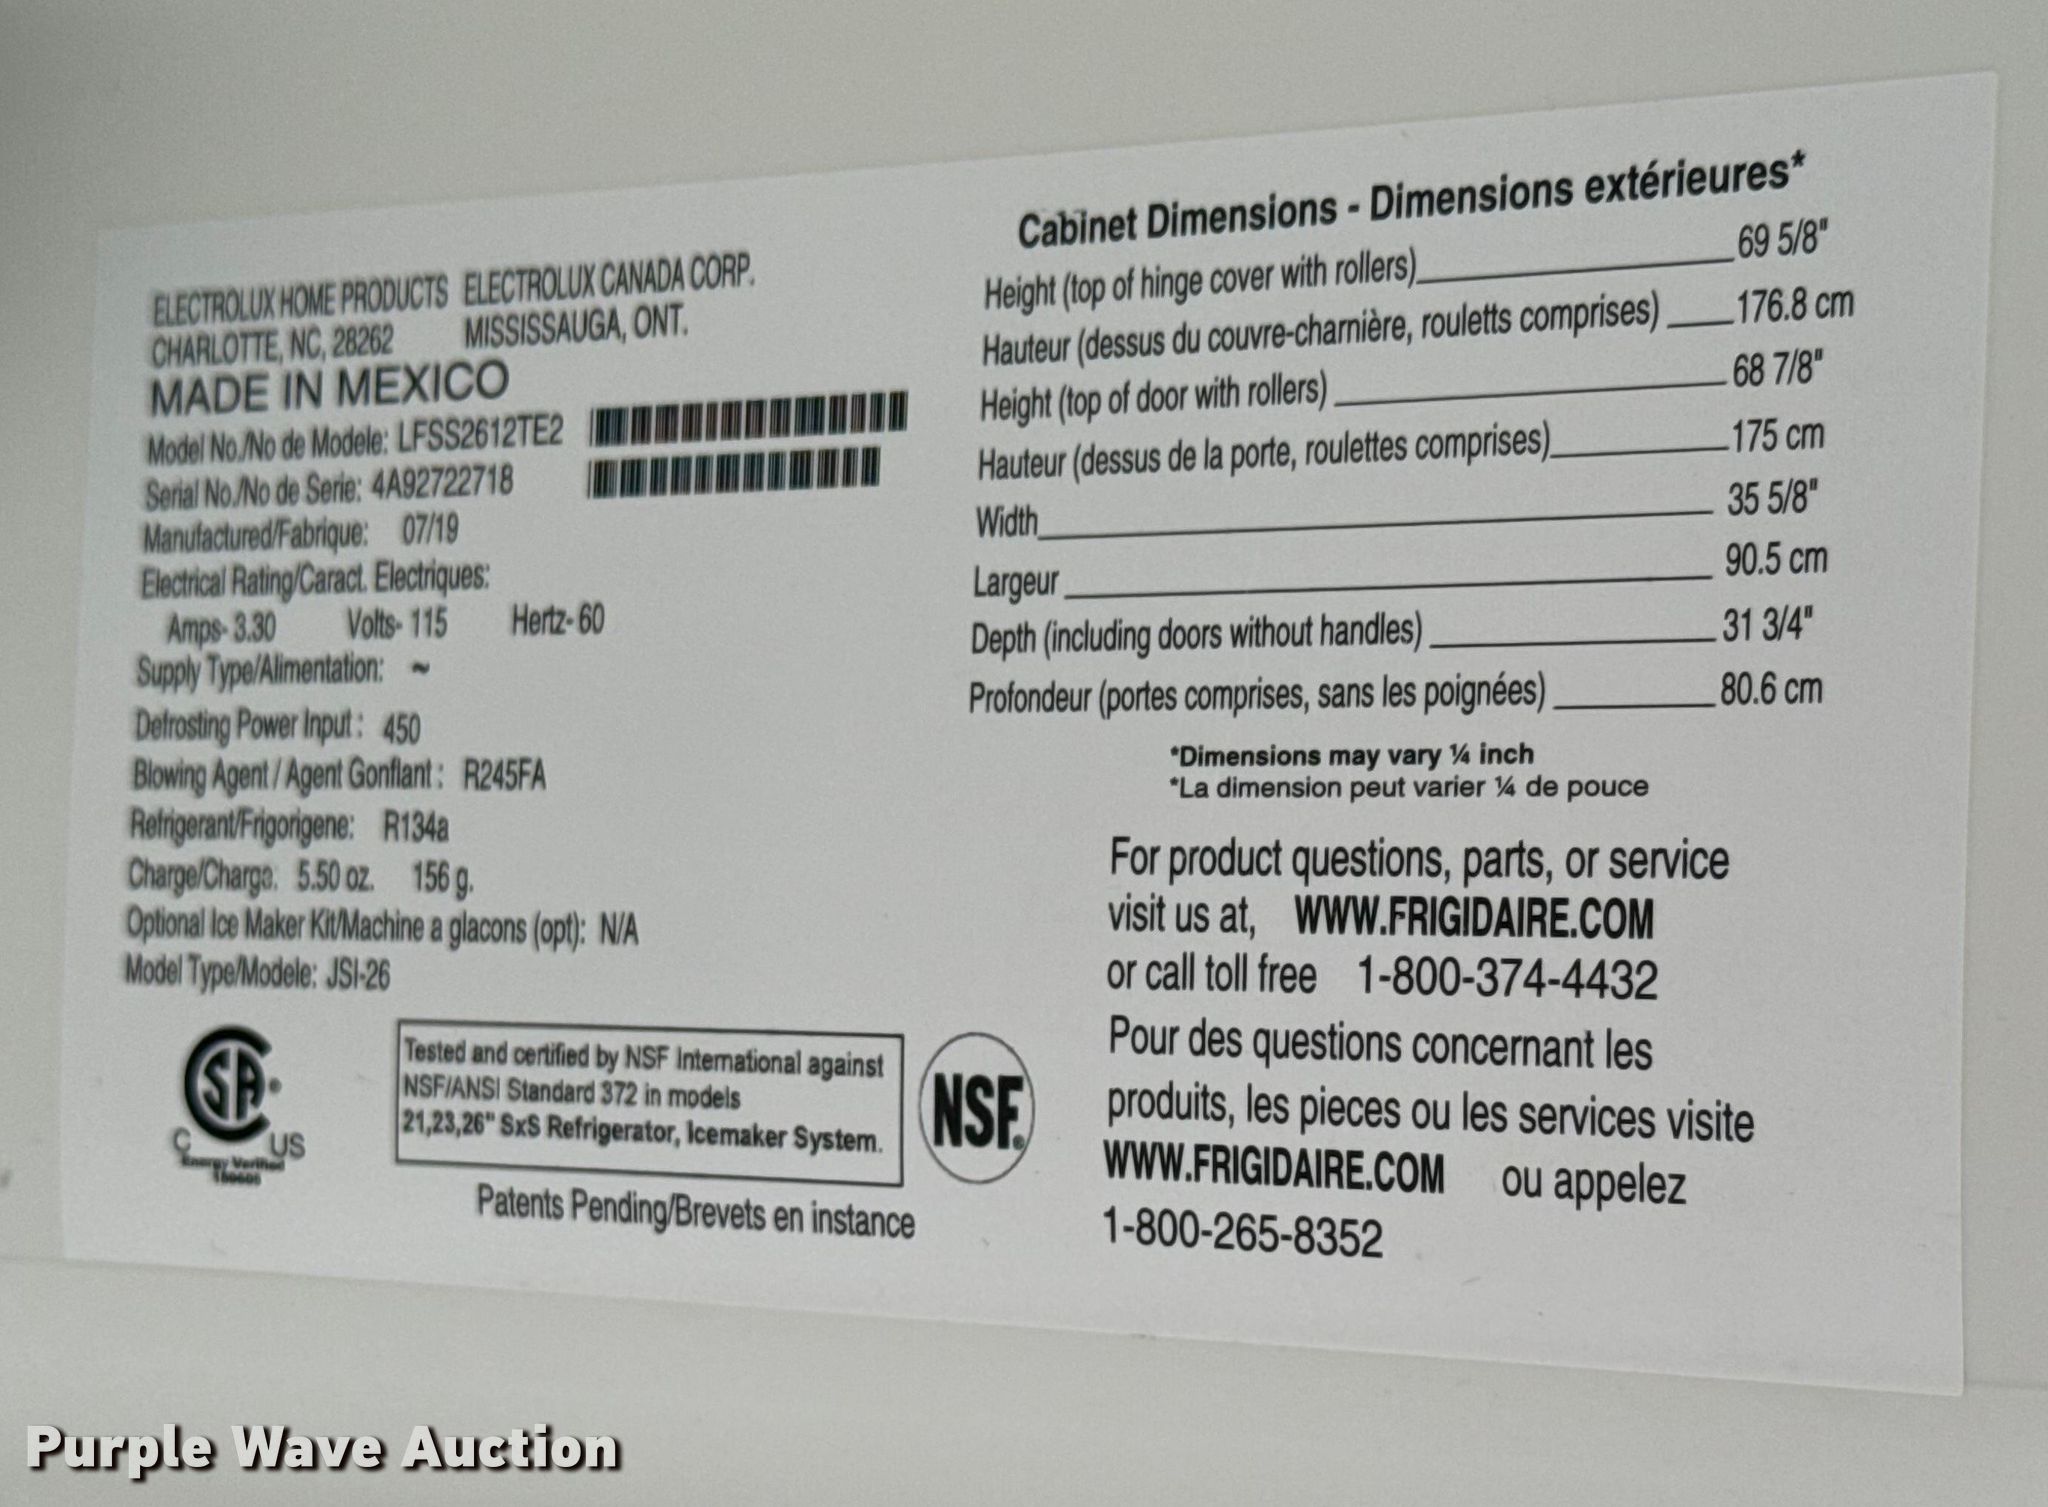 ELECTROLUX HOME PRODUCTS ELECTROLUX CANADA CORP.
CHARLOTTE, NC, 28262 MISSISSAUGA, ONT.
MADE IN MEXICO
Model No./No de Modele: LFSS2612TE2
Serial No./No de Serie: 4A92722718
Manufactured/Fabrique: 07/19
Electrical Rating/Caract. Electriques:
Amps- 3.30 Volts- 115 Hertz- 60
Supply Type/Alimentation: ~
Defrosting Power Input : 450
Blowing Agent / Agent Gonflant : R245FA
Refrigerant/Frigorigene: R134a
Charge/Charge. 5.50 oz. 156 g.
Optional Ice Maker Kit/Machine a glacons (opt): N/A
Model Type/Modele: JSI-26
CSA®
C US
Energy Verified
Tested and certified by NSF International against
NSF/ANSI Standard 372 in models
21,23,26" SxS Refrigerator, Icemaker System.
NSF®
Patents Pending/Brevets en instance
Cabinet Dimensions - Dimensions extérieures*
Height (top of hinge cover with rollers) 69 5/8"
Hauteur (dessus du couvre-charnière, rouletts comprises) 176.8 cm
Height (top of door with rollers) 68 7/8"
Hauteur (dessus de la porte, roulettes comprises) 175 cm
Width 35 5/8"
Largeur 90.5 cm
Depth (including doors without handles) 31 3/4"
Profondeur (portes comprises, sans les poignées) 80.6 cm
*Dimensions may vary ¼ inch
*La dimension peut varier ¼ de pouce
For product questions, parts, or service
visit us at, WWW.FRIGIDAIRE.COM
or call toll free 1-800-374-4432
Pour des questions concernant les
produits, les pieces ou les services visite
WWW.FRIGIDAIRE.COM ou appelez
1-800-265-8352
Purple Wave Auction